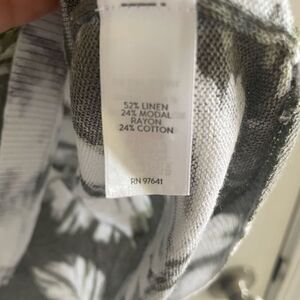 52% LINEN
24% MODAL
RAYON
24% COTTON
RN 97641